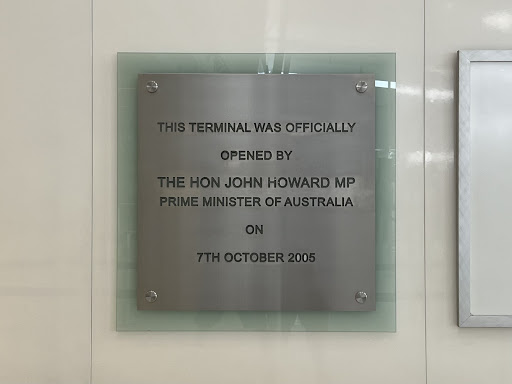 THIS TERMINAL WAS OFFICIALLY
OPENED BY
THE HON JOHN HOWARD MP
PRIME MINISTER OF AUSTRALIA
ON
7TH OCTOBER 2005